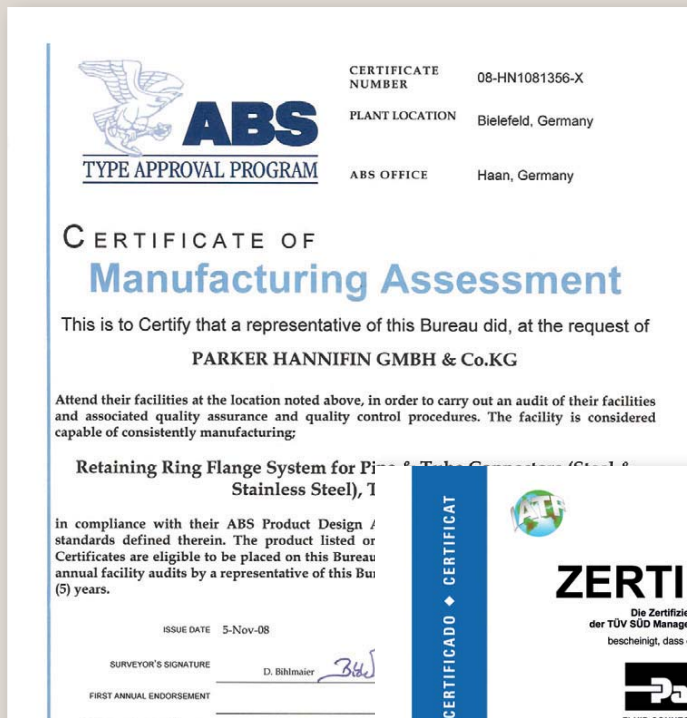 ABS
TYPE APPROVAL PROGRAM
CERTIFICATE
NUMBER
08-HN1081356-X
PLANT LOCATION
Bielefeld, Germany
ABS OFFICE
Haan, Germany
CERTIFICATE OF
Manufacturing Assessment
This is to Certify that a representative of this Bureau did, at the request of
PARKER HANNIFIN GMBH & Co.KG
Attend their facilities at the location noted above, in order to carry out an audit of their facilities
and associated quality assurance and quality control procedures. The facility is considered
capable of consistently manufacturing;
Retaining Ring Flange System for
Stainless Steel),
in compliance with their ABS Product Design
standards defined therein. The product listed
Certificates are eligible to be placed on this Bureau
annual facility audits by a representative of this
(5) years.
ISSUE DATE 5-Nov-08
SURVEYOR'S SIGNATURE D. Bihlmaier
FIRST ANNUAL ENDORSEMENT
CERTIFICADO ◆ CERTIFICAT
IATF
ZERTI
Die Zertifizie
der TÜV SÜD Manage
bescheinigt, dass
Pa